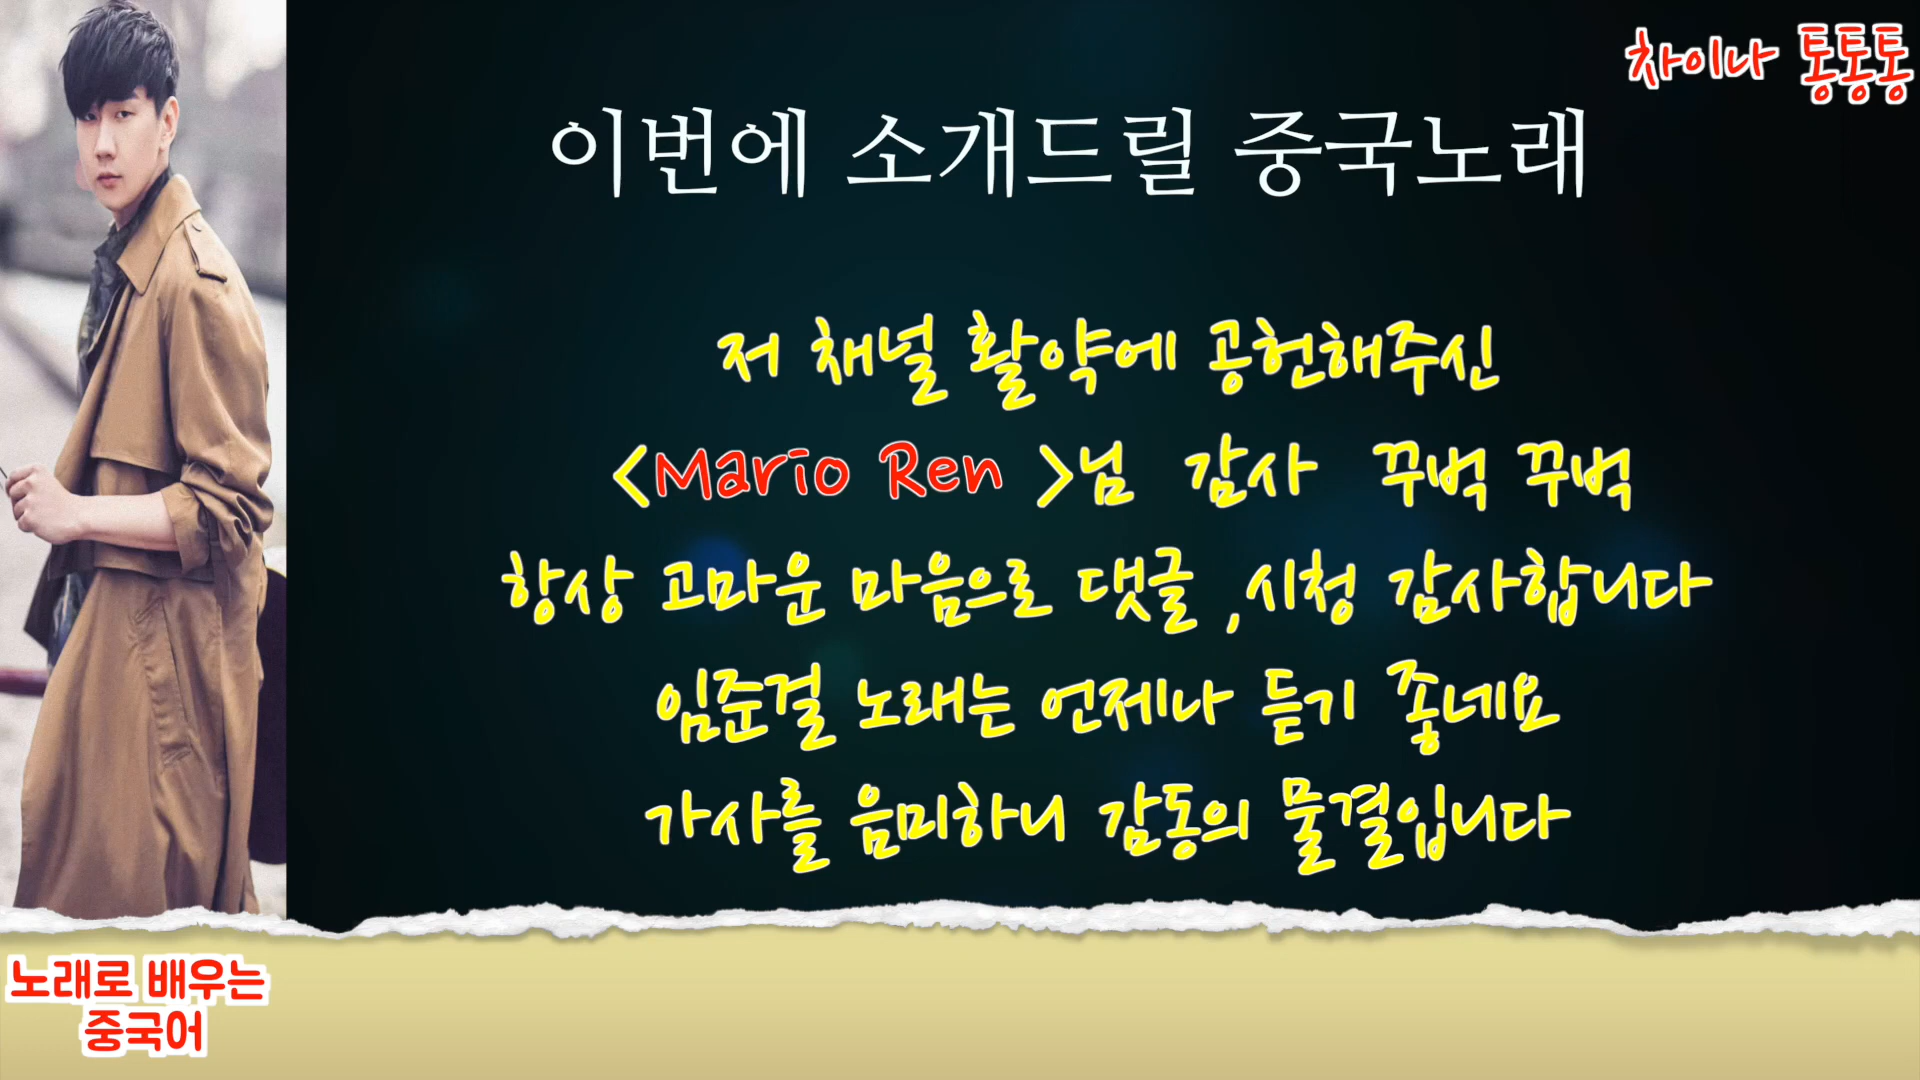 차이나 통통통
이번에 소개드릴 중국노래
저 채널 활약에 공헌해주신
<Mario Ren >님 감사 꾸벅 꾸벅
항상 고마운 마음으로 댓글 ,시청 감사합니다
임준걸 노래는 언제나 듣기 좋네요
가사를 음미하니 감동의 물결입니다
노래로 배우는
중국어